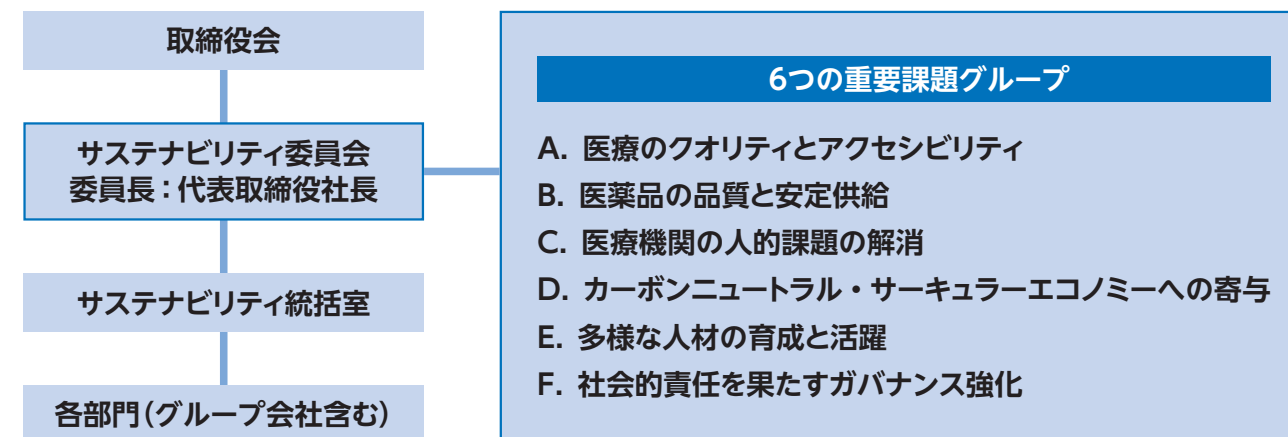 取締役会
サステナビリティ委員会
委員長：代表取締役社長
サステナビリティ統括室
各部門（グループ会社含む）
6つの重要課題グループ
A. 医療のクオリティとアクセシビリティ
B. 医薬品の品質と安定供給
C. 医療機関の人的課題の解消
D. カーボンニュートラル・サーキュラーエコノミーへの寄与
E. 多様な人材の育成と活躍
F. 社会的責任を果たすガバナンス強化